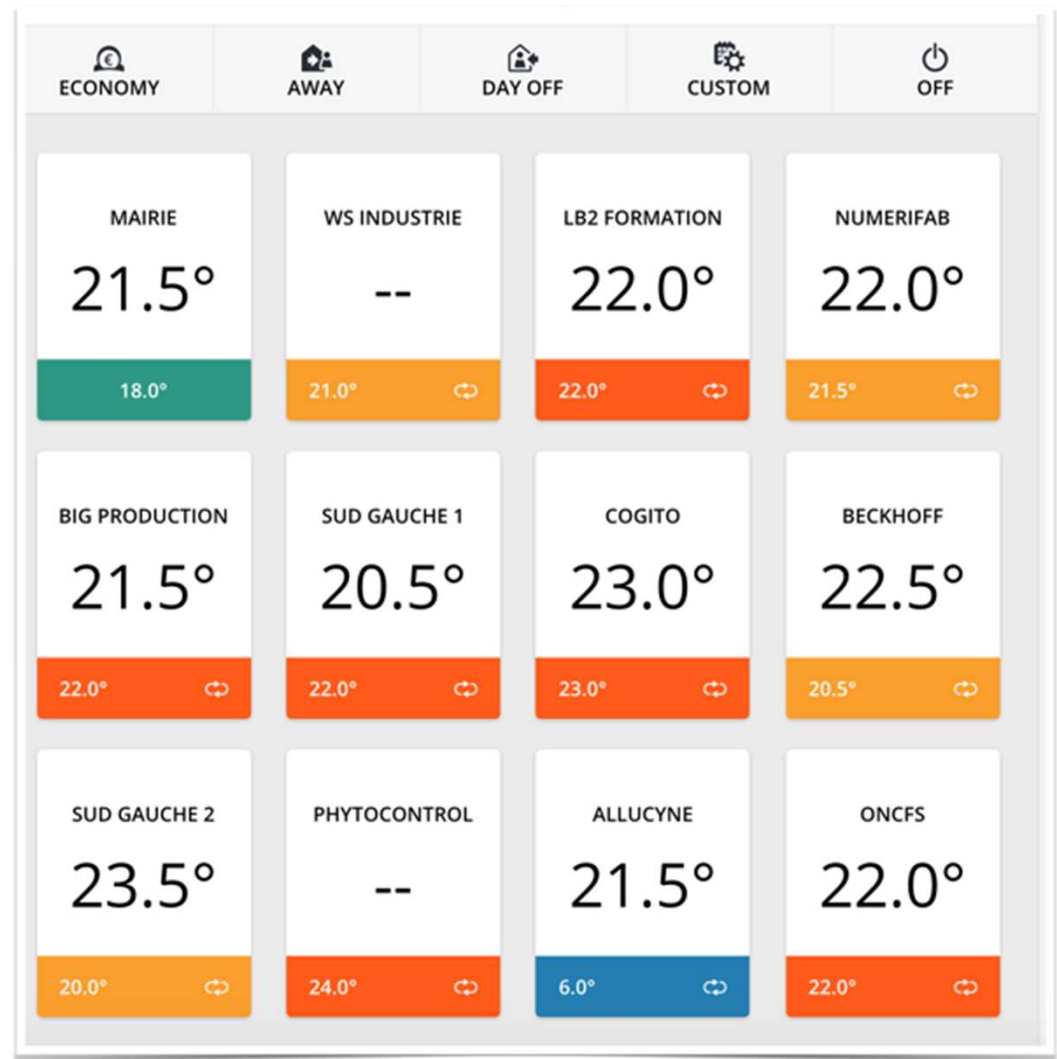 ECONOMY AWAY DAY OFF CUSTOM OFF
MAIRIE WS INDUSTRIE LB2 FORMATION NUMERIFAB
21.5° -- 22.0° 22.0°
18.0° 21.0° 22.0° 21.5°
BIG PRODUCTION SUD GAUCHE 1 COGITO BECKHOFF
21.5° 20.5° 23.0° 22.5°
22.0° 22.0° 23.0° 20.5°
SUD GAUCHE 2 PHYTOCONTROL ALLUCYNE ONCFS
23.5° -- 21.5° 22.0°
20.0° 24.0° 6.0° 22.0°